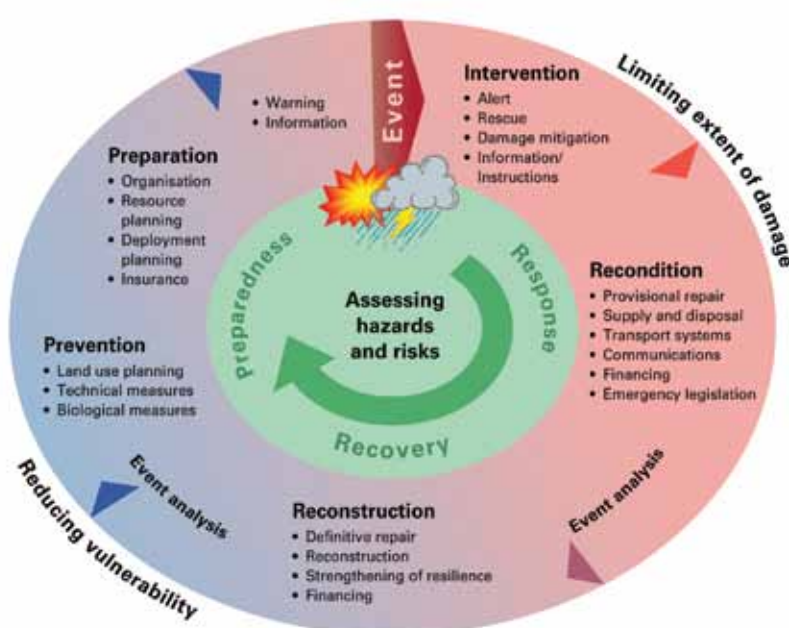 Event
Intervention
• Alert
• Rescue
• Damage mitigation
• Information/
Instructions
Limiting extent of damage
Recondition
• Provisional repair
• Supply and disposal
• Transport systems
• Communications
• Financing
• Emergency legislation
Event analysis
Reconstruction
• Definitive repair
• Reconstruction
• Strengthening of resilience
• Financing
Event analysis
Reducing vulnerability
Prevention
• Land use planning
• Technical measures
• Biological measures
Preparation
• Organisation
• Resource
planning
• Deployment
planning
• Insurance
• Warning
• Information
Preparedness
Response
Recovery
Assessing
hazards
and risks